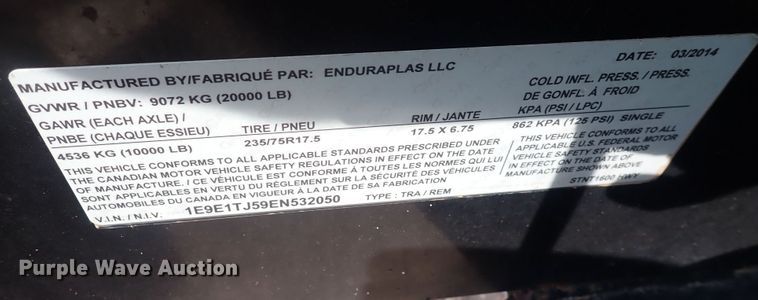 MANUFACTURED BY/FABRIQUÉ PAR: ENDURAPLAS LLC DATE: 03/2014
GVWR / PNBV: 9072 KG (20000 LB) COLD INFL. PRESS. / PRESS.
GAWR (EACH AXLE) / DE GONFL. À FROID
PNBE (CHAQUE ESSIEU) TIRE / PNEU RIM / JANTE KPA (PSI / LPC)
4536 KG (10000 LB) 235/75R17.5 17.5 X 6.75 862 KPA (125 PSI) SINGLE
THIS VEHICLE CONFORMS TO ALL APPLICABLE STANDARDS PRESCRIBED UNDER
THE CANADIAN MOTOR VEHICLE SAFETY REGULATIONS IN EFFECT ON THE DATE
OF MANUFACTURE. / CE VÉHICULE EST CONFORME À TOUTES LES NORMES QUI LUI
SONT APPLICABLES EN VERTU DU RÈGLEMENT SUR LA SÉCURITÉ DES VÉHICULES
AUTOMOBILES DU CANADA EN VIGUEUR À LA DATE DE SA FABRICATION
THIS VEHICLE CONFORMS TO ALL
APPLICABLE U.S. FEDERAL MOTOR
VEHICLE SAFETY STANDARDS
IN EFFECT ON THE DATE OF
MANUFACTURE SHOWN ABOVE
V.I.N. / N.I.V. 1E9E1TJ59EN532050 TYPE : TRA / REM STNT1600 HWY
Purple Wave Auction